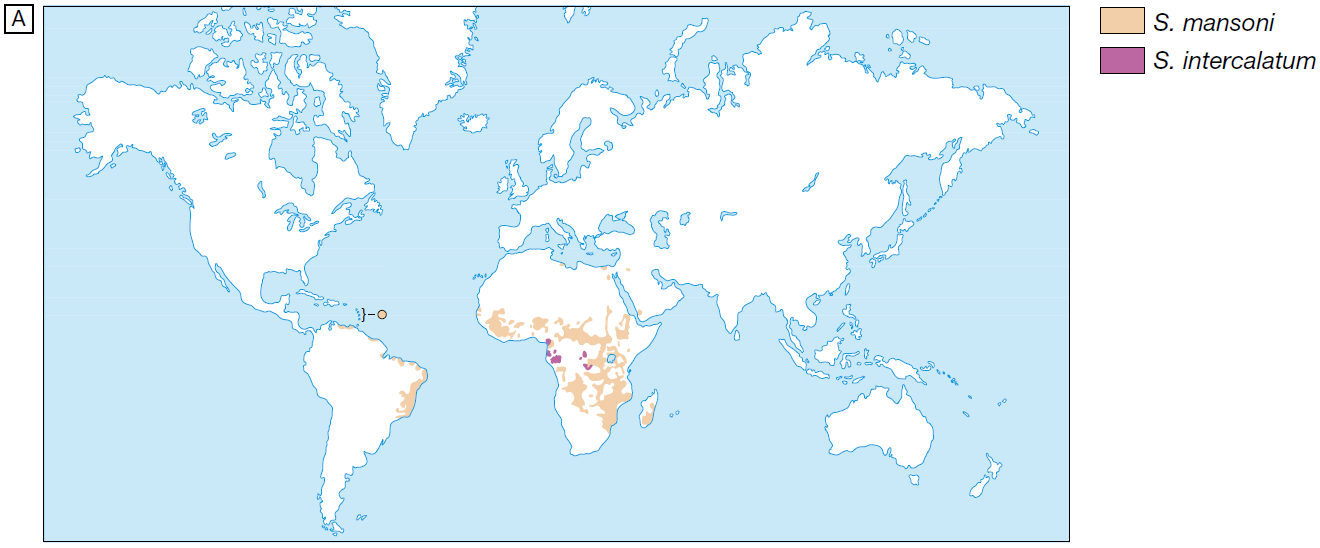 A
S. mansoni
S. intercalatum